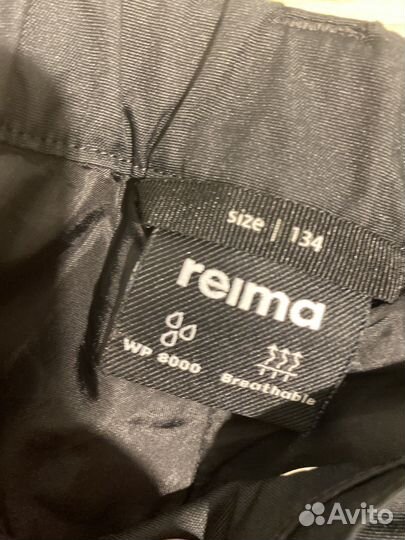 size | 134
reima
WP 8000
Breathable
Avito